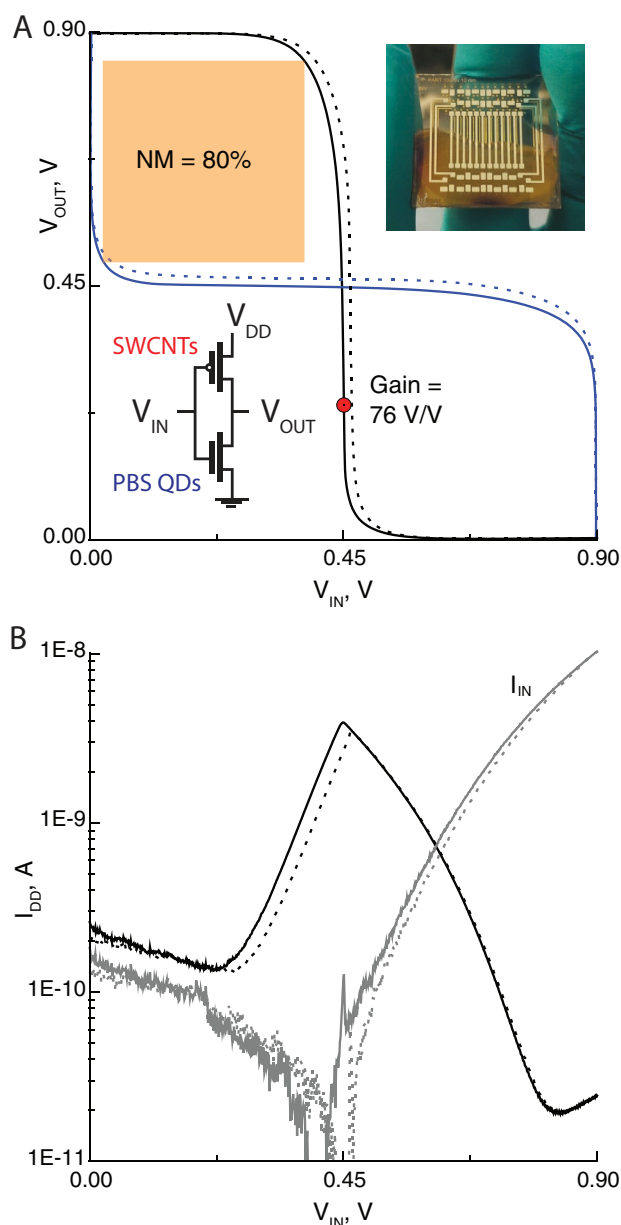 A
0.90
0.45
0.00
V_OUT, V
NM = 80%
SWCNTs
V_DD
V_IN
V_OUT
PBS QDs
Gain =
76 V/V
0.00
0.45
0.90
V_IN, V
B
1E-8
1E-9
1E-10
1E-11
I_DD, A
I_IN
0.00
0.45
0.90
V_IN, V